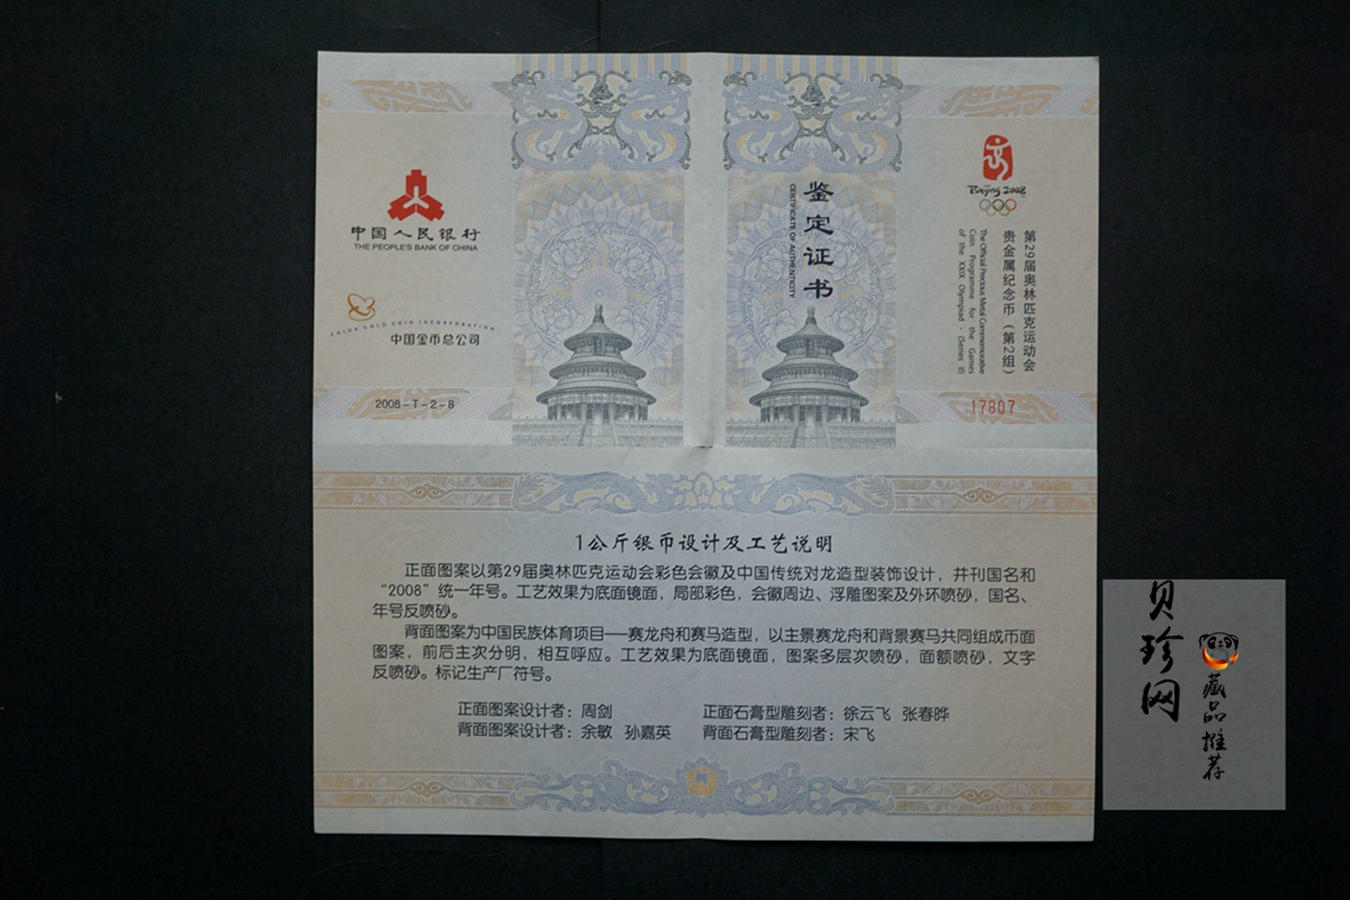 中国人民银行
THE PEOPLE'S BANK OF CHINA
CHINA GOLD COIN INCORPORATION
中国金币总公司
2008-T-2-8
鉴定证书
CERTIFICATE OF AUTHENTICITY
Beijing 2008
第29届奥林匹克运动会
贵金属纪念币（第2组）
The Official Precious Metal Commemorative
Coin Programme for the Games
of the XXIX Olympiad - (Series II)
17807
1公斤银币设计及工艺说明
正面图案以第29届奥林匹克运动会彩色会徽及中国传统对龙造型装饰设计，并刊国名和
“2008”统一年号。工艺效果为底面镜面，局部彩色，会徽周边、浮雕图案及外环喷砂，国名、
年号反喷砂。
背面图案为中国民族体育项目——赛龙舟和赛马造型，以主景赛龙舟和背景赛马共同组成币面
图案，前后主次分明，相互呼应。工艺效果为底面镜面，图案多层次喷砂，面额喷砂，文字
反喷砂。标记生产厂符号。
正面图案设计者：周剑
正面石膏型雕刻者：徐云飞 张春晔
背面图案设计者：余敏 孙嘉英
背面石膏型雕刻者：宋飞
贝珍网
藏品推荐